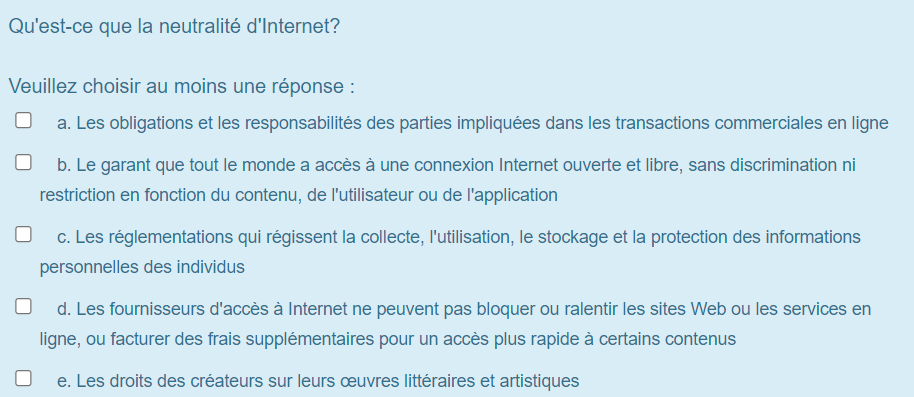 Qu'est-ce que la neutralité d'Internet?
Veuillez choisir au moins une réponse :
a. Les obligations et les responsabilités des parties impliquées dans les transactions commerciales en ligne
b. Le garant que tout le monde a accès à une connexion Internet ouverte et libre, sans discrimination ni
restriction en fonction du contenu, de l'utilisateur ou de l'application
c. Les réglementations qui régissent la collecte, l'utilisation, le stockage et la protection des informations
personnelles des individus
d. Les fournisseurs d'accès à Internet ne peuvent pas bloquer ou ralentir les sites Web ou les services en
ligne, ou facturer des frais supplémentaires pour un accès plus rapide à certains contenus
e. Les droits des créateurs sur leurs œuvres littéraires et artistiques